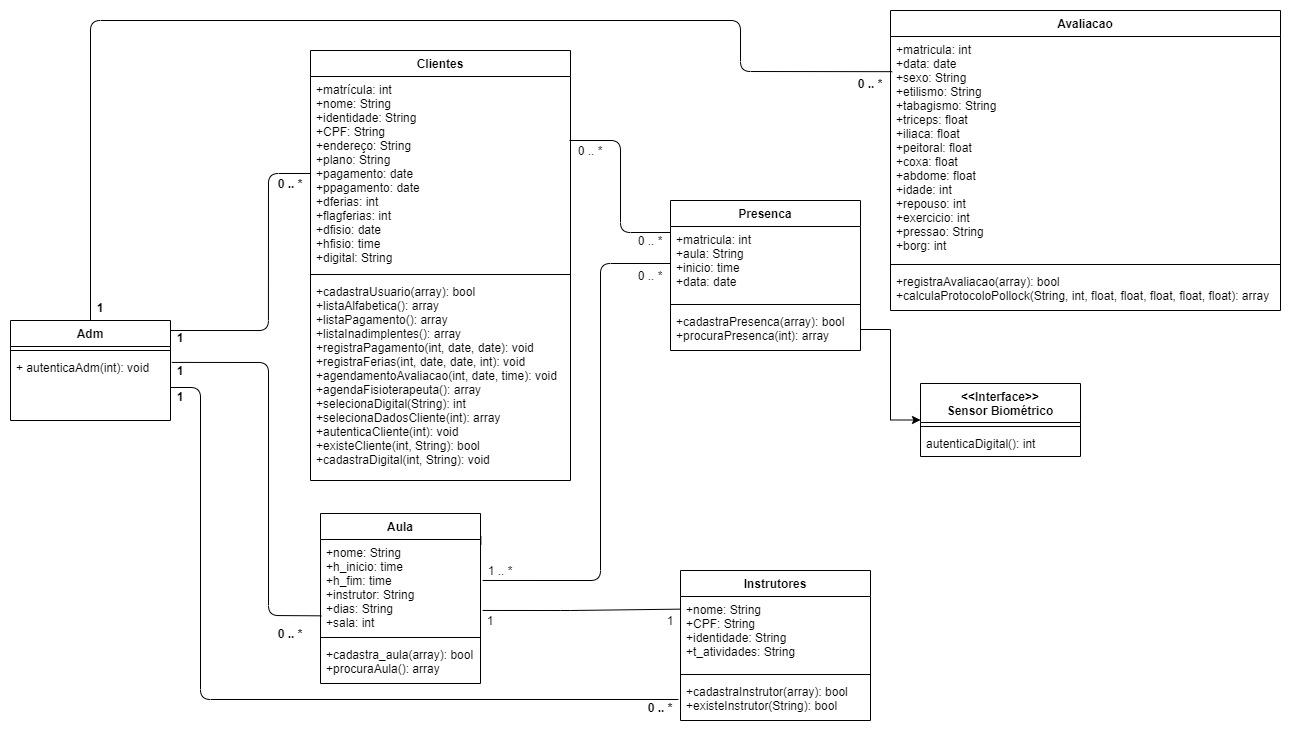 Avaliacao
+matricula: int
+data: date
+sexo: String
+etilismo: String
+tabagismo: String
+triceps: float
+iliaca: float
+peitoral: float
+coxa: float
+abdome: float
+idade: int
+repouso: int
+exercicio: int
+pressao: String
+borg: int
+registraAvaliacao(array): bool
+calculaProtocoloPollock(String, int, float, float, float, float, float): array
0 .. *
Clientes
+matrícula: int
+nome: String
+identidade: String
+CPF: String
+endereço: String
+plano: String
+pagamento: date
+ppagamento: date
+dferias: int
+flagferias: int
+dfisio: date
+hfisio: time
+digital: String
+cadastraUsuario(array): bool
+listaAlfabetica(): array
+listaPagamento(): array
+listaInadimplentes(): array
+registraPagamento(int, date, date): void
+registraFerias(int, date, date, int): void
+agendamentoAvaliacao(int, date, time): void
+agendaFisioterapeuta(): array
+selecionaDigital(String): int
+selecionaDadosCliente(int): array
+autenticaCliente(int): void
+existeCliente(int, String): bool
+cadastraDigital(int, String): void
0 .. *
0 .. *
Presenca
+matricula: int
+aula: String
+inicio: time
+data: date
+cadastraPresenca(array): bool
+procuraPresenca(int): array
0 .. *
0 .. *
1
Adm
+ autenticaAdm(int): void
1
1
1
<<Interface>>
Sensor Biométrico
autenticaDigital(): int
Aula
+nome: String
+h_inicio: time
+h_fim: time
+instrutor: String
+dias: String
+sala: int
+cadastra_aula(array): bool
+procuraAula(): array
0 .. *
1 .. *
1
1
Instrutores
+nome: String
+CPF: String
+identidade: String
+t_atividades: String
+cadastraInstrutor(array): bool
+existeInstrutor(String): bool
0 .. *